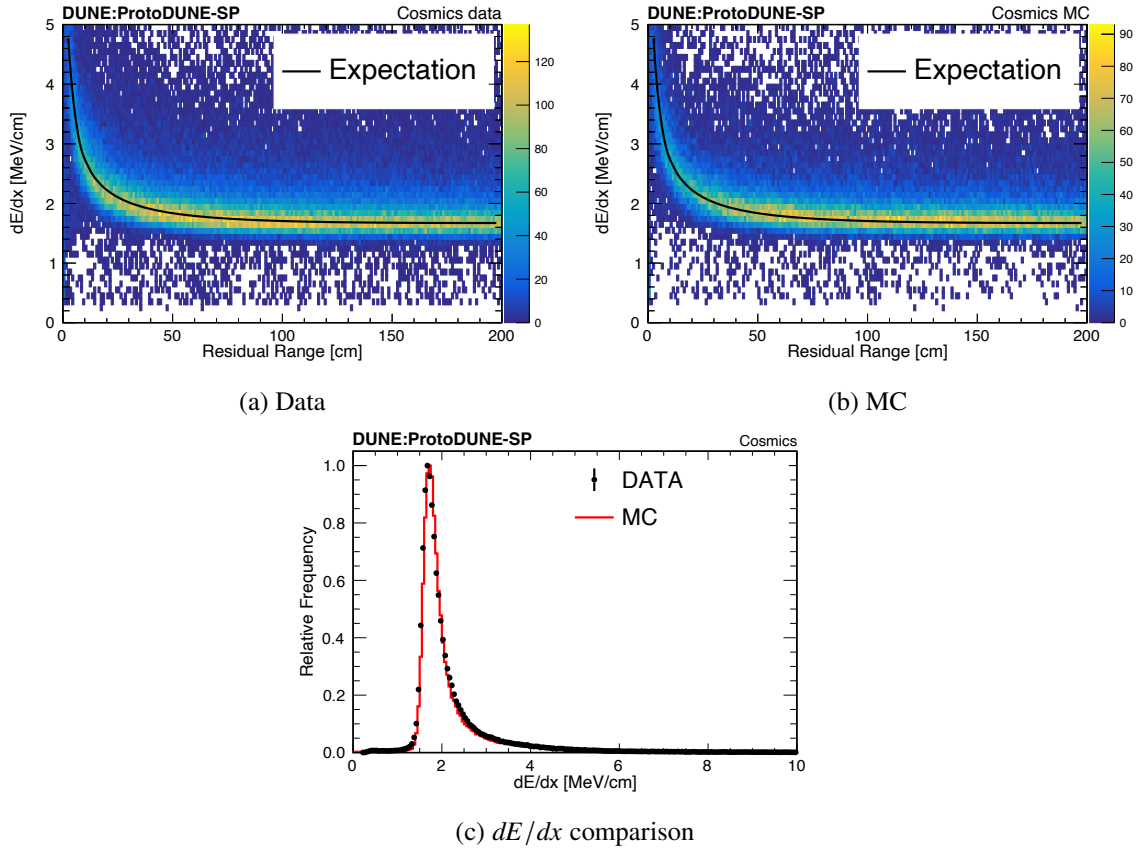 DUNE:ProtoDUNE-SP Cosmics data
Expectation
dE/dx [MeV/cm]
5
4
3
2
1
0
0 50 100 150 200
Residual Range [cm]
120
100
80
60
40
20
0
(a) Data
DUNE:ProtoDUNE-SP Cosmics MC
Expectation
dE/dx [MeV/cm]
5
4
3
2
1
0
0 50 100 150 200
Residual Range [cm]
90
80
70
60
50
40
30
20
10
0
(b) MC
DUNE:ProtoDUNE-SP Cosmics
DATA
MC
Relative Frequency
1.0
0.8
0.6
0.4
0.2
0.0
0 2 4 6 8 10
dE/dx [MeV/cm]
(c) dE/dx comparison